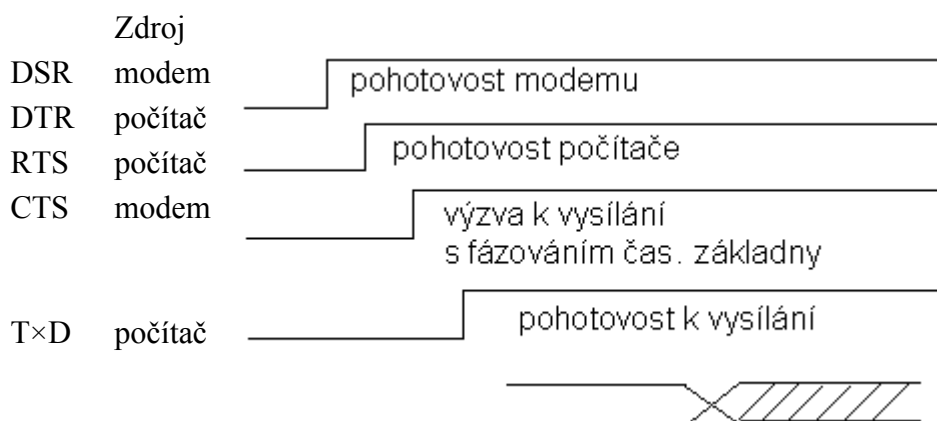 Zdroj
DSR modem
pohotovost modemu
DTR počítač
pohotovost počítače
RTS počítač
CTS modem
výzva k vysílání
s fázováním čas. základny
pohotovost k vysílání
T×D počítač